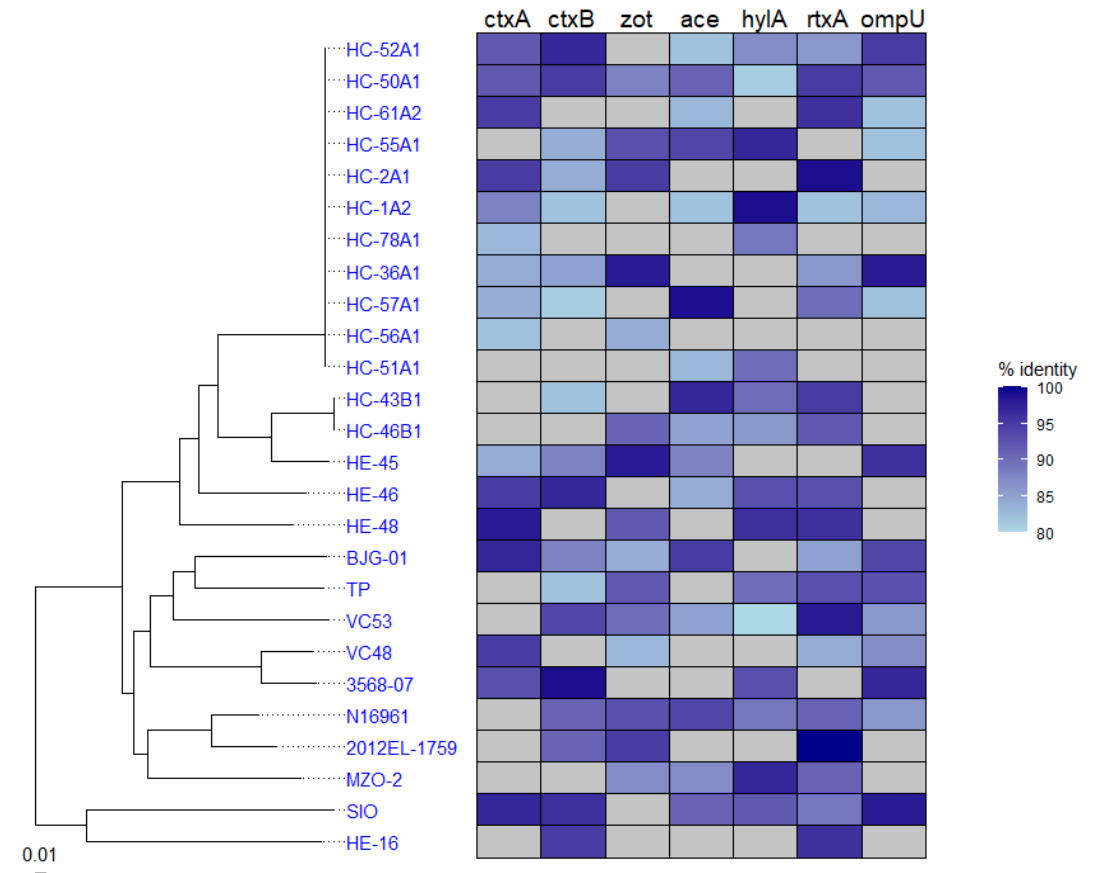 ctxA ctxB zot ace hylA rtxA ompU
HC-52A1
HC-50A1
HC-61A2
HC-55A1
HC-2A1
HC-1A2
HC-78A1
HC-36A1
HC-57A1
HC-56A1
HC-51A1
HC-43B1
HC-46B1
HE-45
HE-46
HE-48
BJG-01
TP
VC53
VC48
3568-07
N16961
2012EL-1759
MZO-2
SIO
HE-16
0.01
% identity
100
95
90
85
80